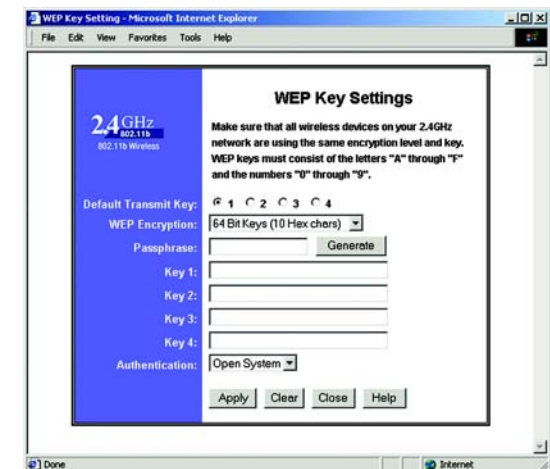 WEP Key Setting - Microsoft Internet Explorer
File Edit View Favorites Tools Help
WEP Key Settings
2.4 GHz
802.11b
802.11b Wireless
Make sure that all wireless devices on your 2.4GHz
network are using the same encryption level and key.
WEP keys must consist of the letters "A" through "F"
and the numbers "0" through "9".
Default Transmit Key: 1 2 3 4
WEP Encryption: 64 Bit Keys (10 Hex chars)
Passphrase: Generate
Key 1:
Key 2:
Key 3:
Key 4:
Authentication: Open System
Apply Clear Close Help
Done Internet